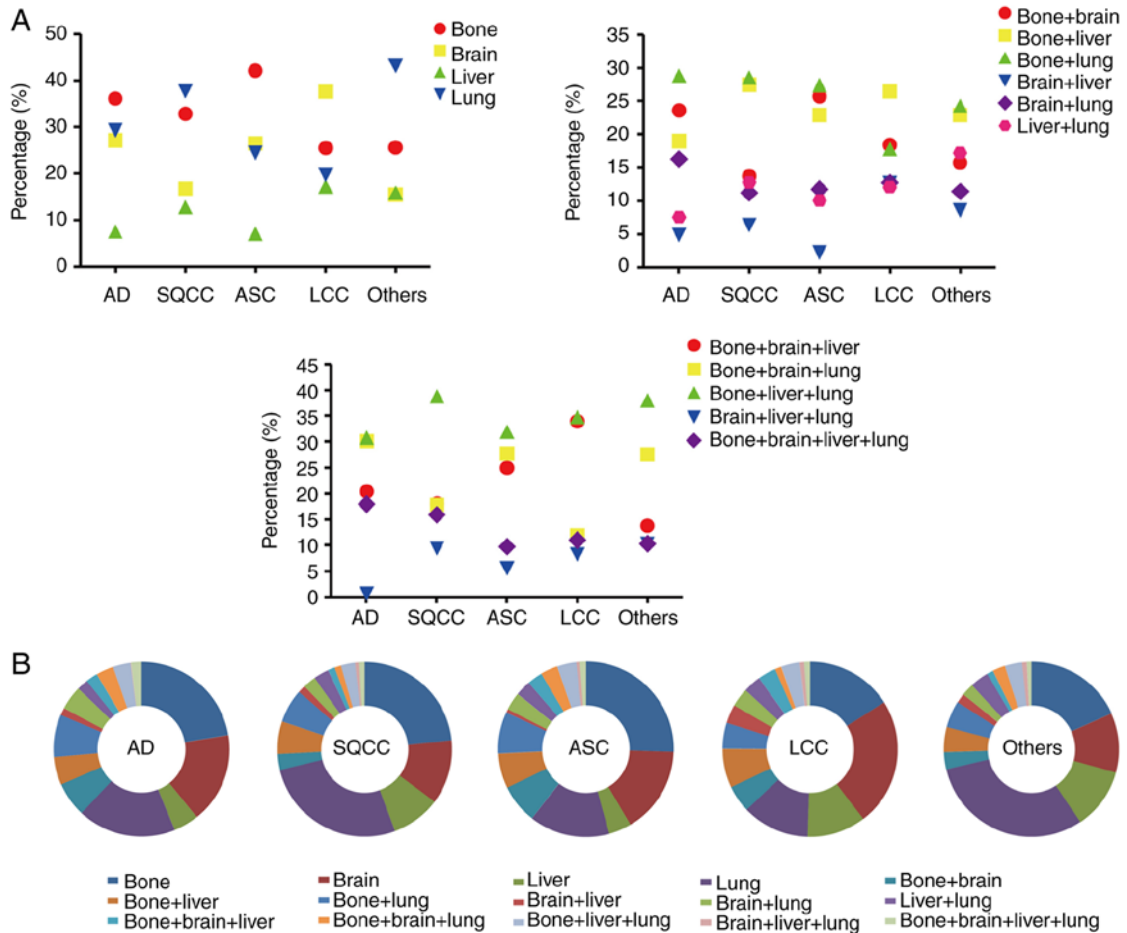 A
50
40
30
20
10
0
Percentage (%)
AD SQCC ASC LCC Others
Bone
Brain
Liver
Lung
35
30
25
20
15
10
5
0
Percentage (%)
AD SQCC ASC LCC Others
Bone+brain
Bone+liver
Bone+lung
Brain+liver
Brain+lung
Liver+lung
45
40
35
30
25
20
15
10
5
0
Percentage (%)
AD SQCC ASC LCC Others
Bone+brain+liver
Bone+brain+lung
Bone+liver+lung
Brain+liver+lung
Bone+brain+liver+lung
B
AD SQCC ASC LCC Others
Bone Brain Liver Lung Bone+brain
Bone+liver Bone+lung Brain+liver Brain+lung Liver+lung
Bone+brain+liver Bone+brain+lung Bone+liver+lung Brain+liver+lung Bone+brain+liver+lung